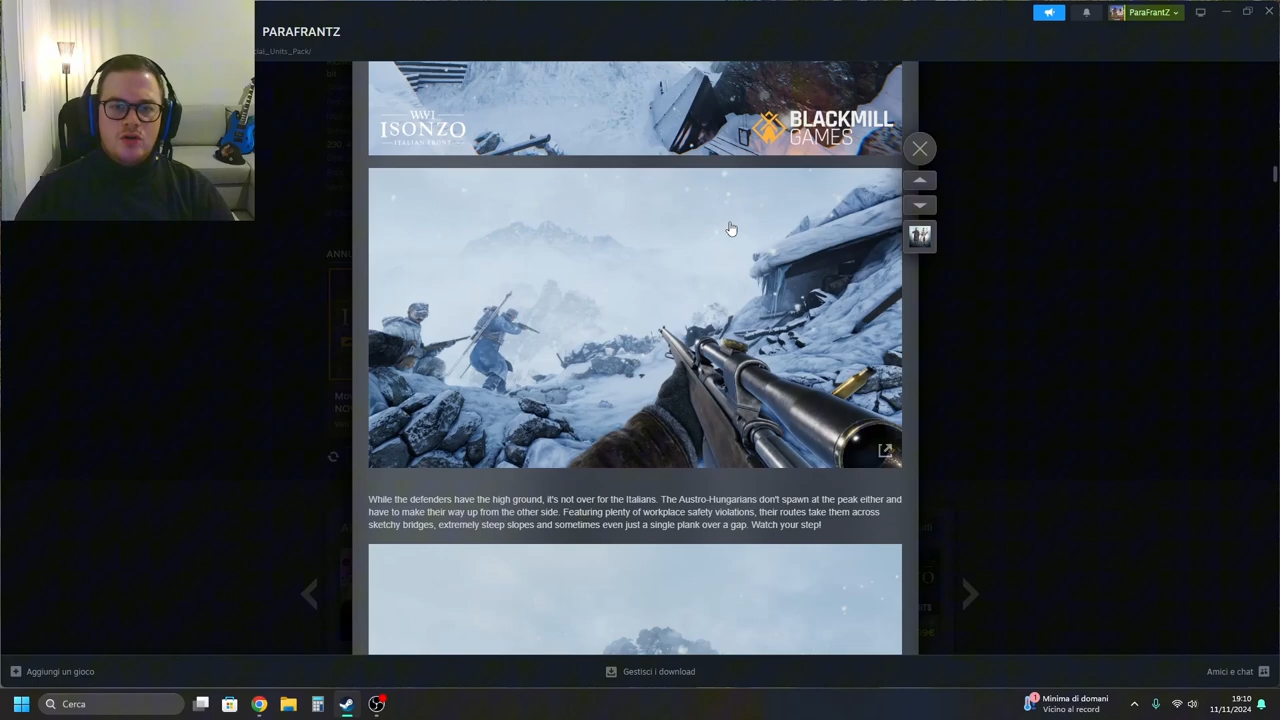 PARAFRANTZ
ParaFrantZ
cial_Units_Pack/
WWI
ISONZO
ITALIAN FRONT
BLACKMILL
GAMES
ANNU
While the defenders have the high ground, it's not over for the Italians. The Austro-Hungarians don't spawn at the peak either and
have to make their way up from the other side. Featuring plenty of workplace safety violations, their routes take them across
sketchy bridges, extremely steep slopes and sometimes even just a single plank over a gap. Watch your step!
Aggiungi un gioco
Gestisci i download
Amici e chat
Cerca
1
Minima di domani
Vicino al record
19:10
11/11/2024